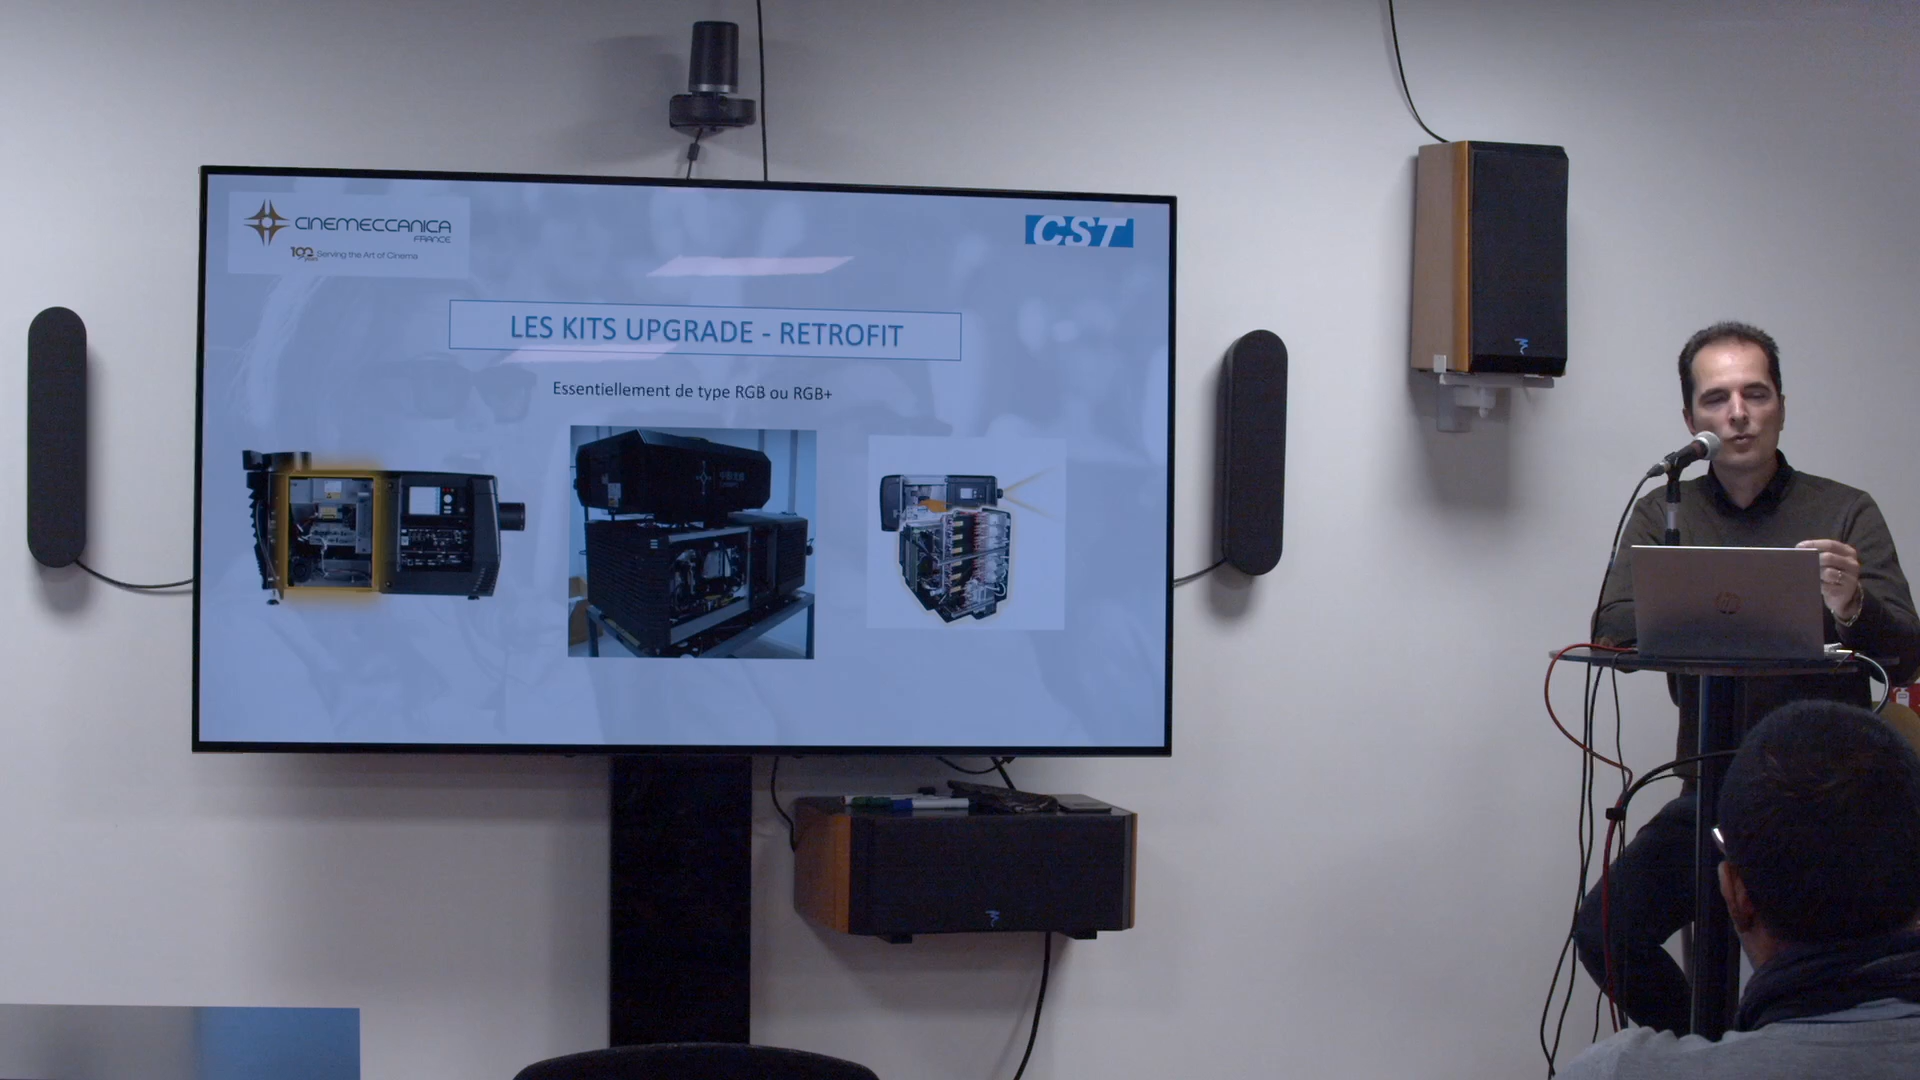 CINEMECCANICA
FRANCE
100 years Serving the Art of Cinema
CST
LES KITS UPGRADE - RETROFIT
Essentiellement de type RGB ou RGB+
hp